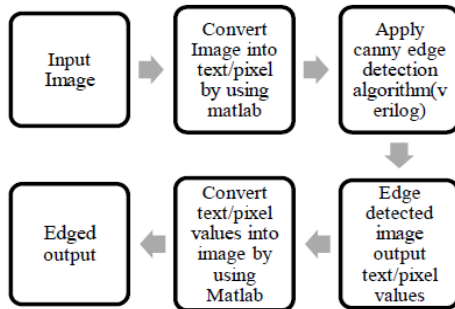 Input
Image
Convert
Image into
text/pixel
by using
matlab
Apply
canny edge
detection
algorithm(v
erilog)
Edge
detected
image
output
text/pixel
values
Convert
text/pixel
values into
image by
using
Matlab
Edged
output